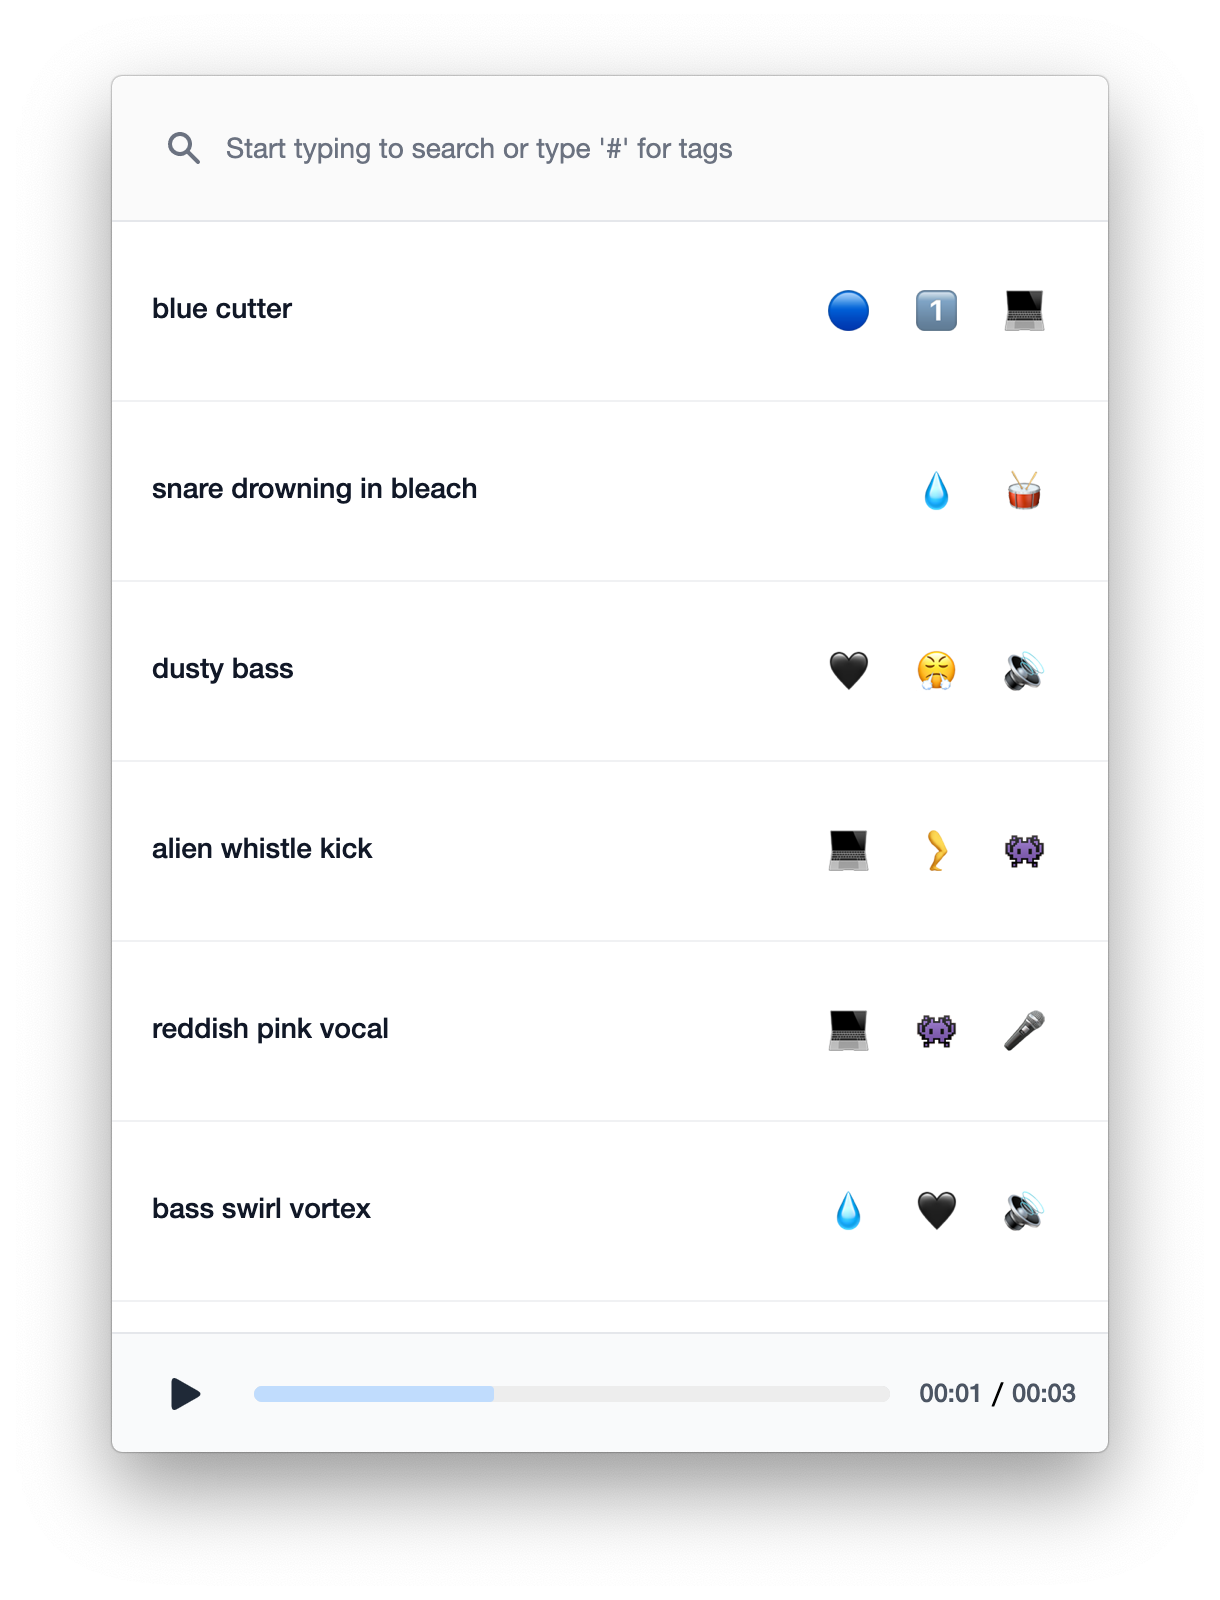 Start typing to search or type '#' for tags
blue cutter 🔵 1️⃣ 💻
snare drowning in bleach 💧 🥁
dusty bass 🖤 😤 🔊
alien whistle kick 💻 🦵 👾
reddish pink vocal 💻 👾 🎤
bass swirl vortex 💧 🖤 🔊
00:01 / 00:03